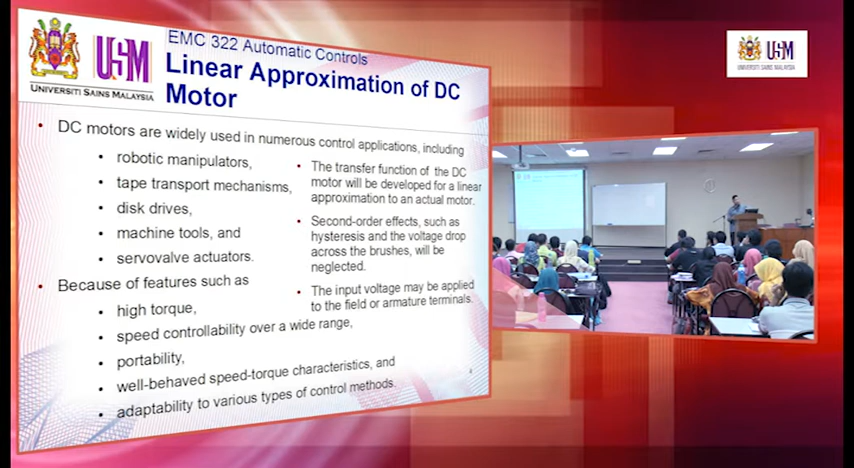 USM
UNIVERSITI SAINS MALAYSIA
EMC 322 Automatic Controls
Linear Approximation of DC
Motor
• DC motors are widely used in numerous control applications, including
• robotic manipulators,
• tape transport mechanisms,
• disk drives,
• machine tools, and
• servovalve actuators.
• Because of features such as
• high torque,
• speed controllability over a wide range,
• portability,
• well-behaved speed-torque characteristics, and
• adaptability to various types of control methods.
• The transfer function of the DC
motor will be developed for a linear
approximation to an actual motor.
• Second-order effects, such as
hysteresis and the voltage drop
across the brushes, will be
neglected.
• The input voltage may be applied
to the field or armature terminals.
USM
UNIVERSITI SAINS MALAYSIA